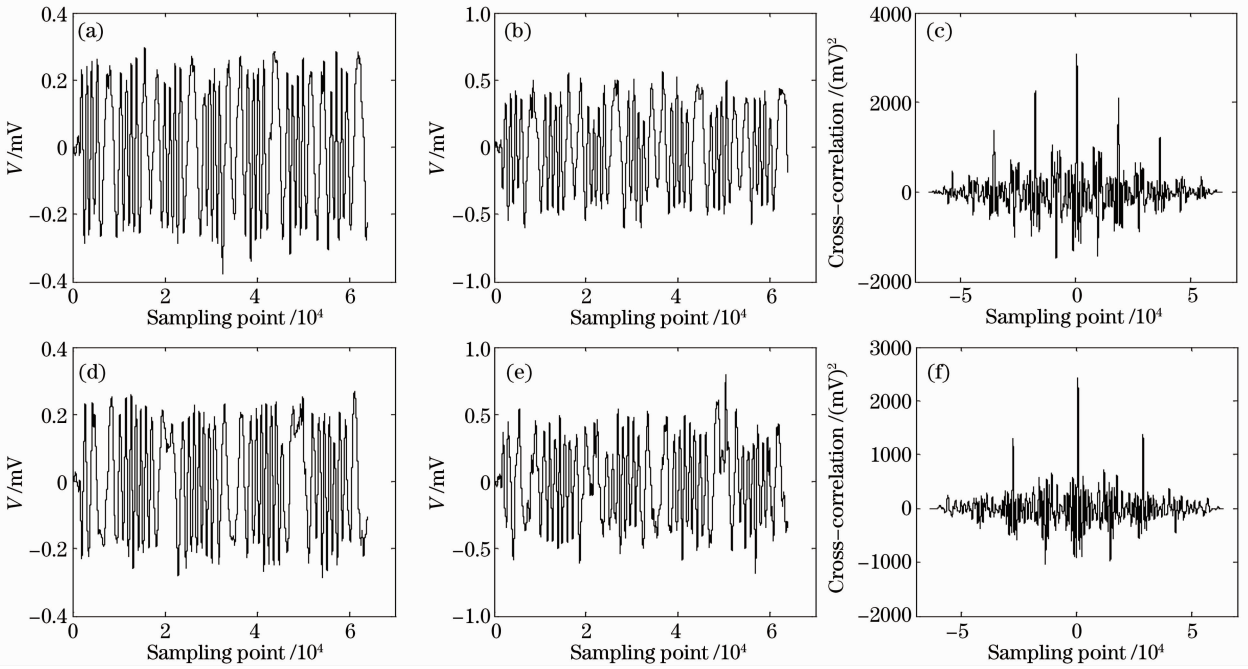 (a)
0.4
0.2
0
−0.2
−0.4
V/mV
0 2 4 6
Sampling point /10⁴
(b)
1.0
0.5
0
−0.5
−1.0
V/mV
0 2 4 6
Sampling point /10⁴
(c)
4000
2000
0
−2000
Cross−correlation /(mV)²
−5 0 5
Sampling point /10⁴
(d)
0.4
0.2
0
−0.2
−0.4
V/mV
0 2 4 6
Sampling point /10⁴
(e)
1.0
0.5
0
−0.5
−1.0
V/mV
0 2 4 6
Sampling point /10⁴
(f)
3000
2000
1000
0
−1000
−2000
Cross−correlation /(mV)²
−5 0 5
Sampling point /10⁴